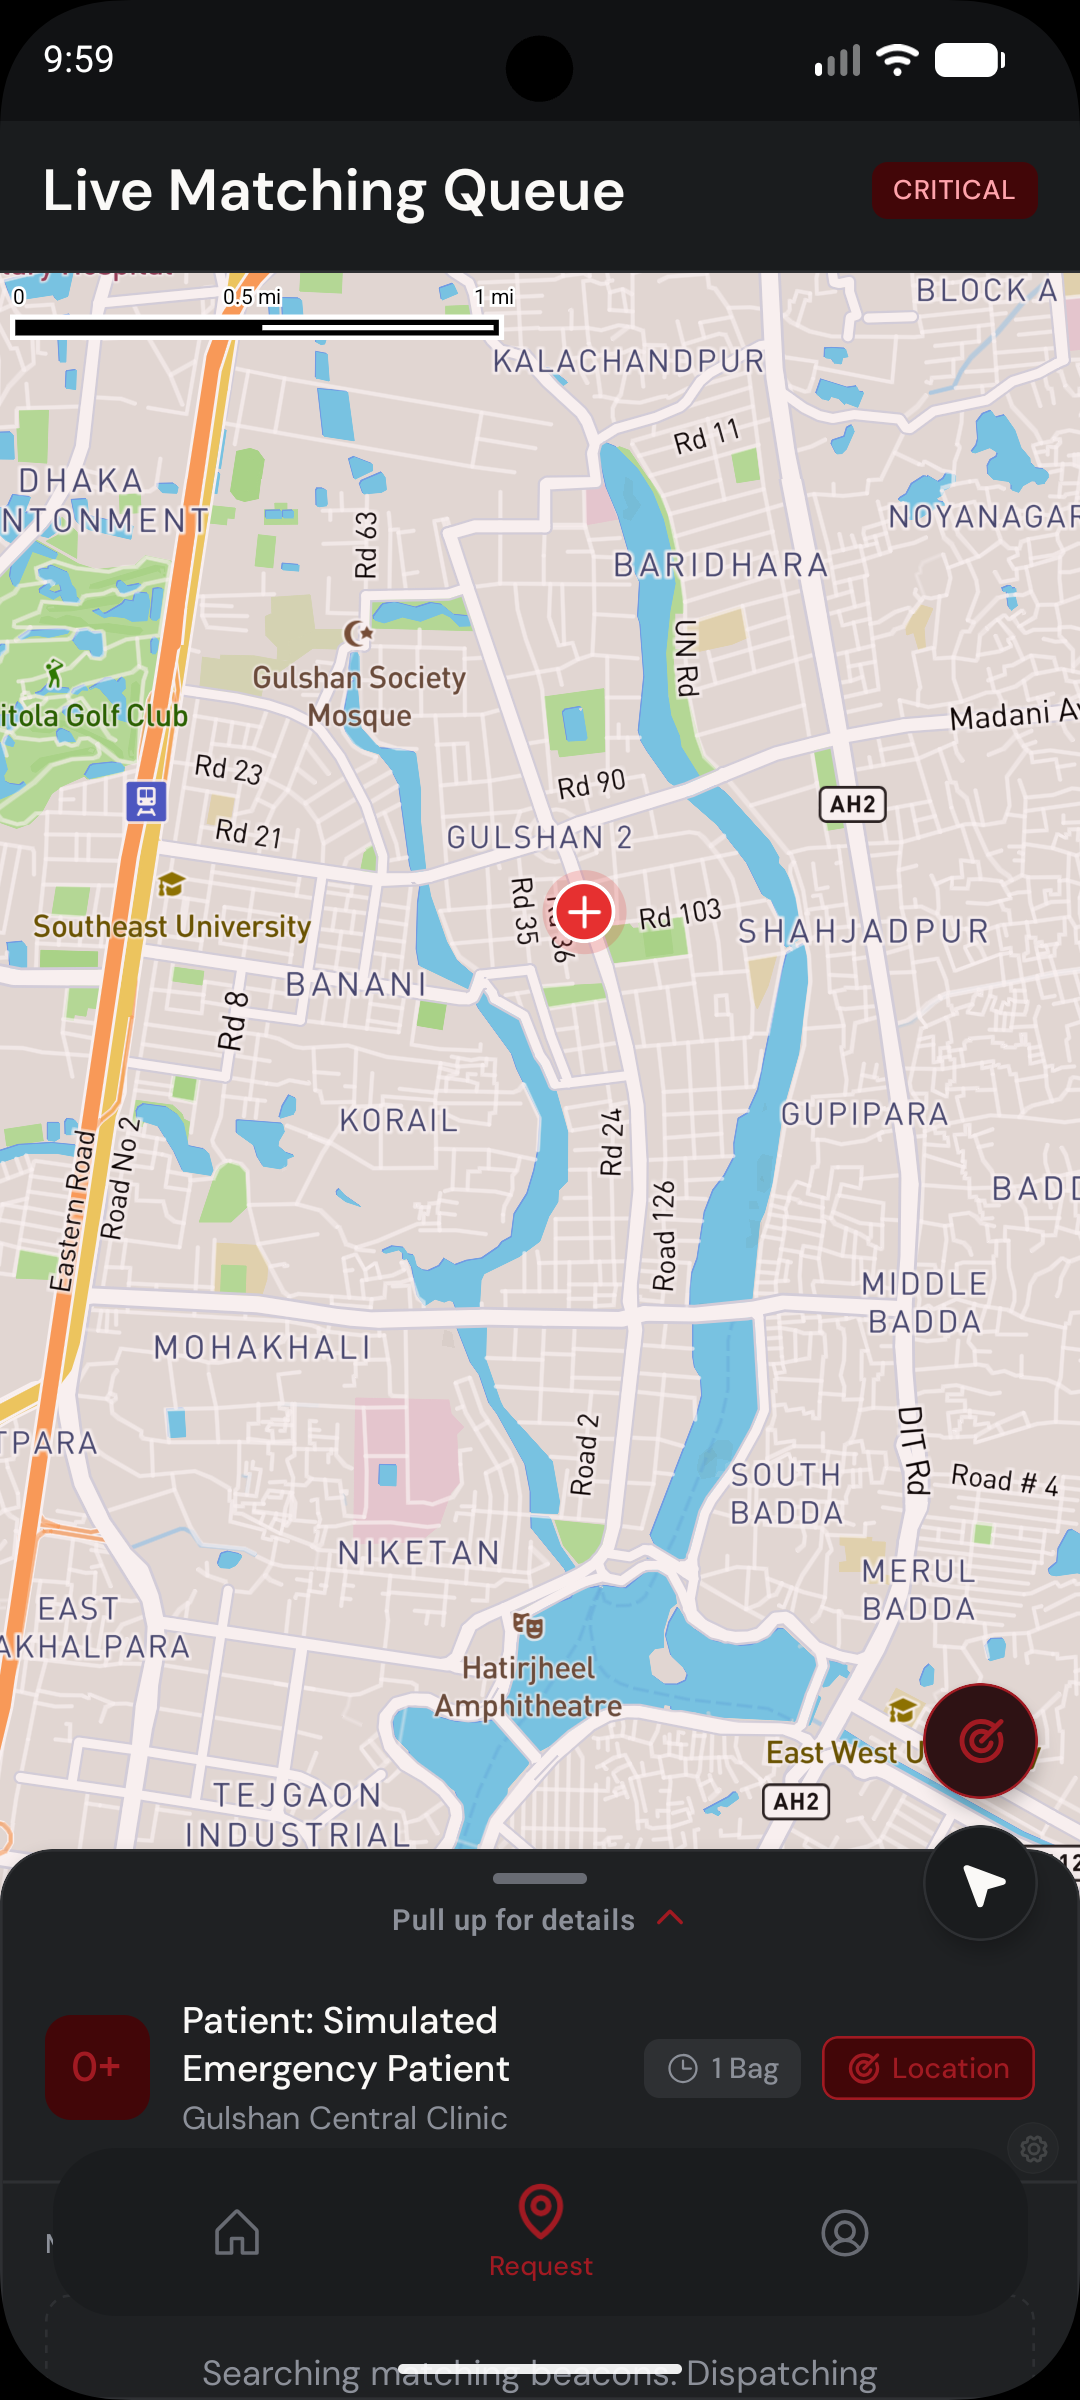 9:59
Live Matching Queue
CRITICAL
0
0.5 mi
1 mi
BLOCK A
KALACHANDPUR
Rd 11
DHAKA
NTONMENT
NOYANAGAR
Rd 63
BARIDHARA
UN Rd
Gulshan Society
Mosque
itola Golf Club
Madani Av
Rd 23
Rd 90
AH2
Rd 21
GULSHAN 2
Rd 35
Rd 36
Rd 103
Southeast University
SHAHJADPUR
BANANI
Rd 8
KORAIL
GUPIPARA
Rd 24
Eastern Road
Road No 2
Road 126
BADD
MIDDLE
BADDA
MOHAKHALI
TPARA
Road 2
DIT Rd
SOUTH
BADDA
Road # 4
NIKETAN
MERUL
BADDA
EAST
AKHALPARA
Hatirjheel
Amphitheatre
East West U
y
TEJGAON
INDUSTRIAL
AH2
12
Pull up for details
O+
Patient: Simulated
Emergency Patient
Gulshan Central Clinic
1 Bag
Location
Request
Searching matching beacons. Dispatching